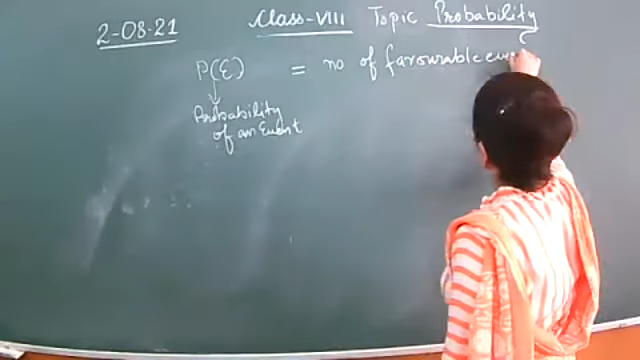 2-08-21 Class-VIII Topic Probability
P(E) = no of favourable
Probability
of an Event